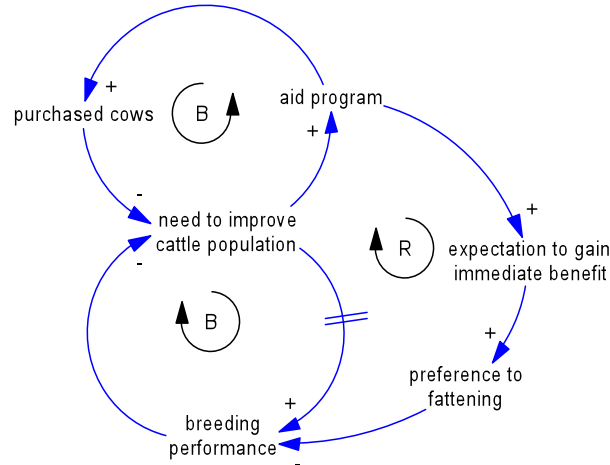 +
purchased cows
B
aid program
+
-
need to improve
cattle population
-
+
R
expectation to gain
immediate benefit
B
+
preference to
fattening
+
breeding
performance
-